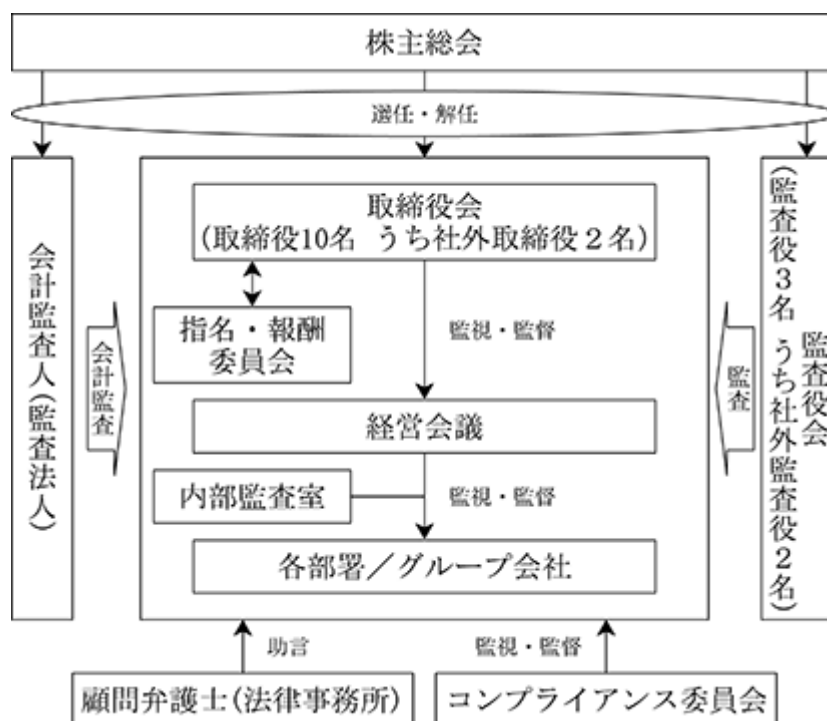 株主総会
選任・解任
会計監査人(監査法人)
会計監査
取締役会
(取締役10名 うち社外取締役2名)
指名・報酬
委員会
監視・監督
経営会議
内部監査室
監視・監督
各部署/グループ会社
監査
監査役会
(監査役3名 うち社外監査役2名)
助言
監視・監督
顧問弁護士(法律事務所)
コンプライアンス委員会